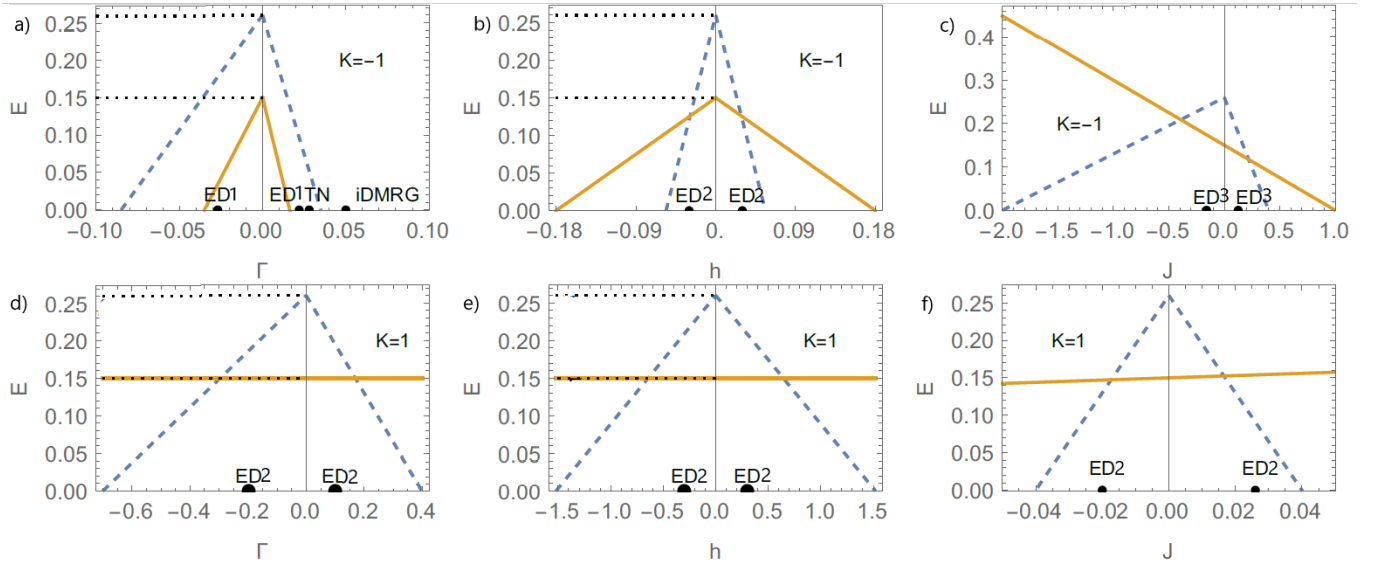 a)
0.25
0.20
0.15
0.10
0.05
0.00
E
K=−1
ED1
ED1
TN
iDMRG
−0.10
−0.05
0.00
0.05
0.10
Γ
b)
0.25
0.20
0.15
0.10
0.05
0.00
E
K=−1
ED2
ED2
−0.18
−0.09
0.
0.09
0.18
h
c)
0.4
0.3
0.2
0.1
0.0
E
K=−1
ED3
ED3
−2.0
−1.5
−1.0
−0.5
0.0
0.5
1.0
J
d)
0.25
0.20
0.15
0.10
0.05
0.00
E
K=1
ED2
ED2
−0.6
−0.4
−0.2
0.0
0.2
0.4
Γ
e)
0.25
0.20
0.15
0.10
0.05
0.00
E
K=1
ED2
ED2
−1.5
−1.0
−0.5
0.0
0.5
1.0
1.5
h
f)
0.25
0.20
0.15
0.10
0.05
0.00
E
K=1
ED2
ED2
−0.04
−0.02
0.00
0.02
0.04
J